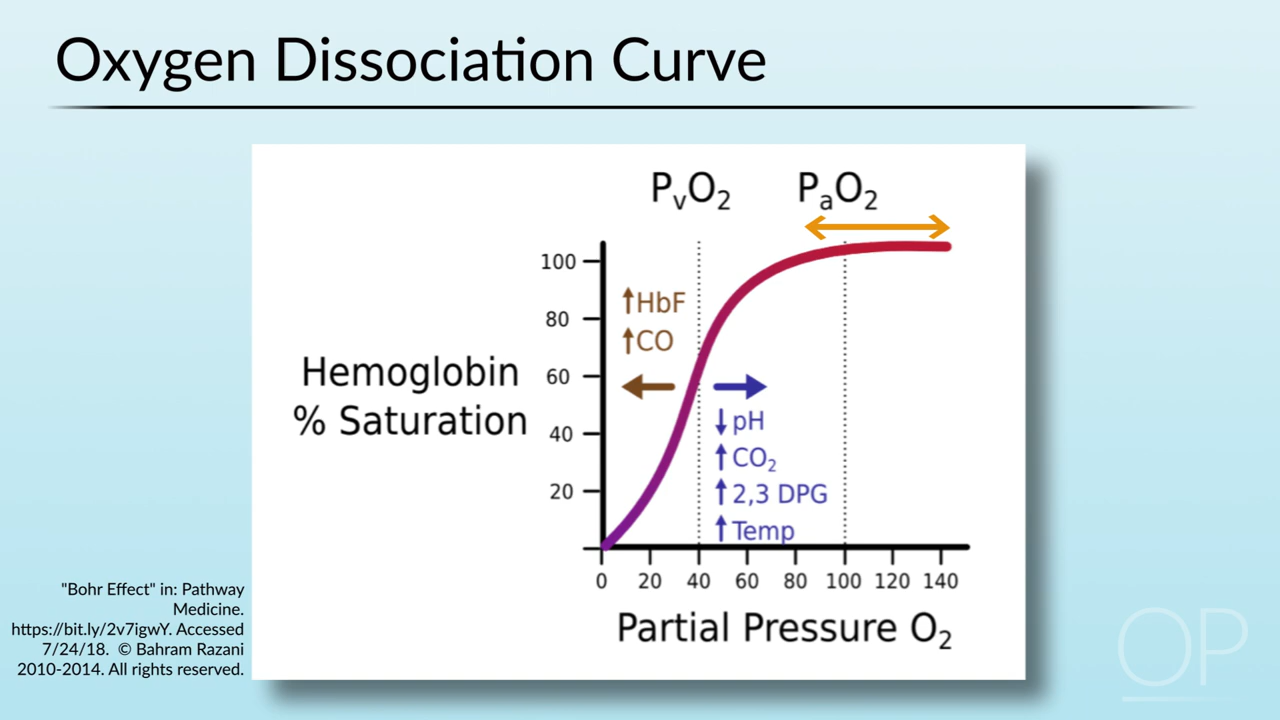 Oxygen Dissociation Curve
PᵥO₂
PₐO₂
100
80
60
40
20
Hemoglobin
% Saturation
↑HbF
↑CO
↓pH
↑CO₂
↑2,3 DPG
↑Temp
0 20 40 60 80 100 120 140
Partial Pressure O₂
"Bohr Effect" in: Pathway
Medicine.
https://bit.ly/2v7igwY. Accessed
7/24/18. © Bahram Razani
2010-2014. All rights reserved.
OP